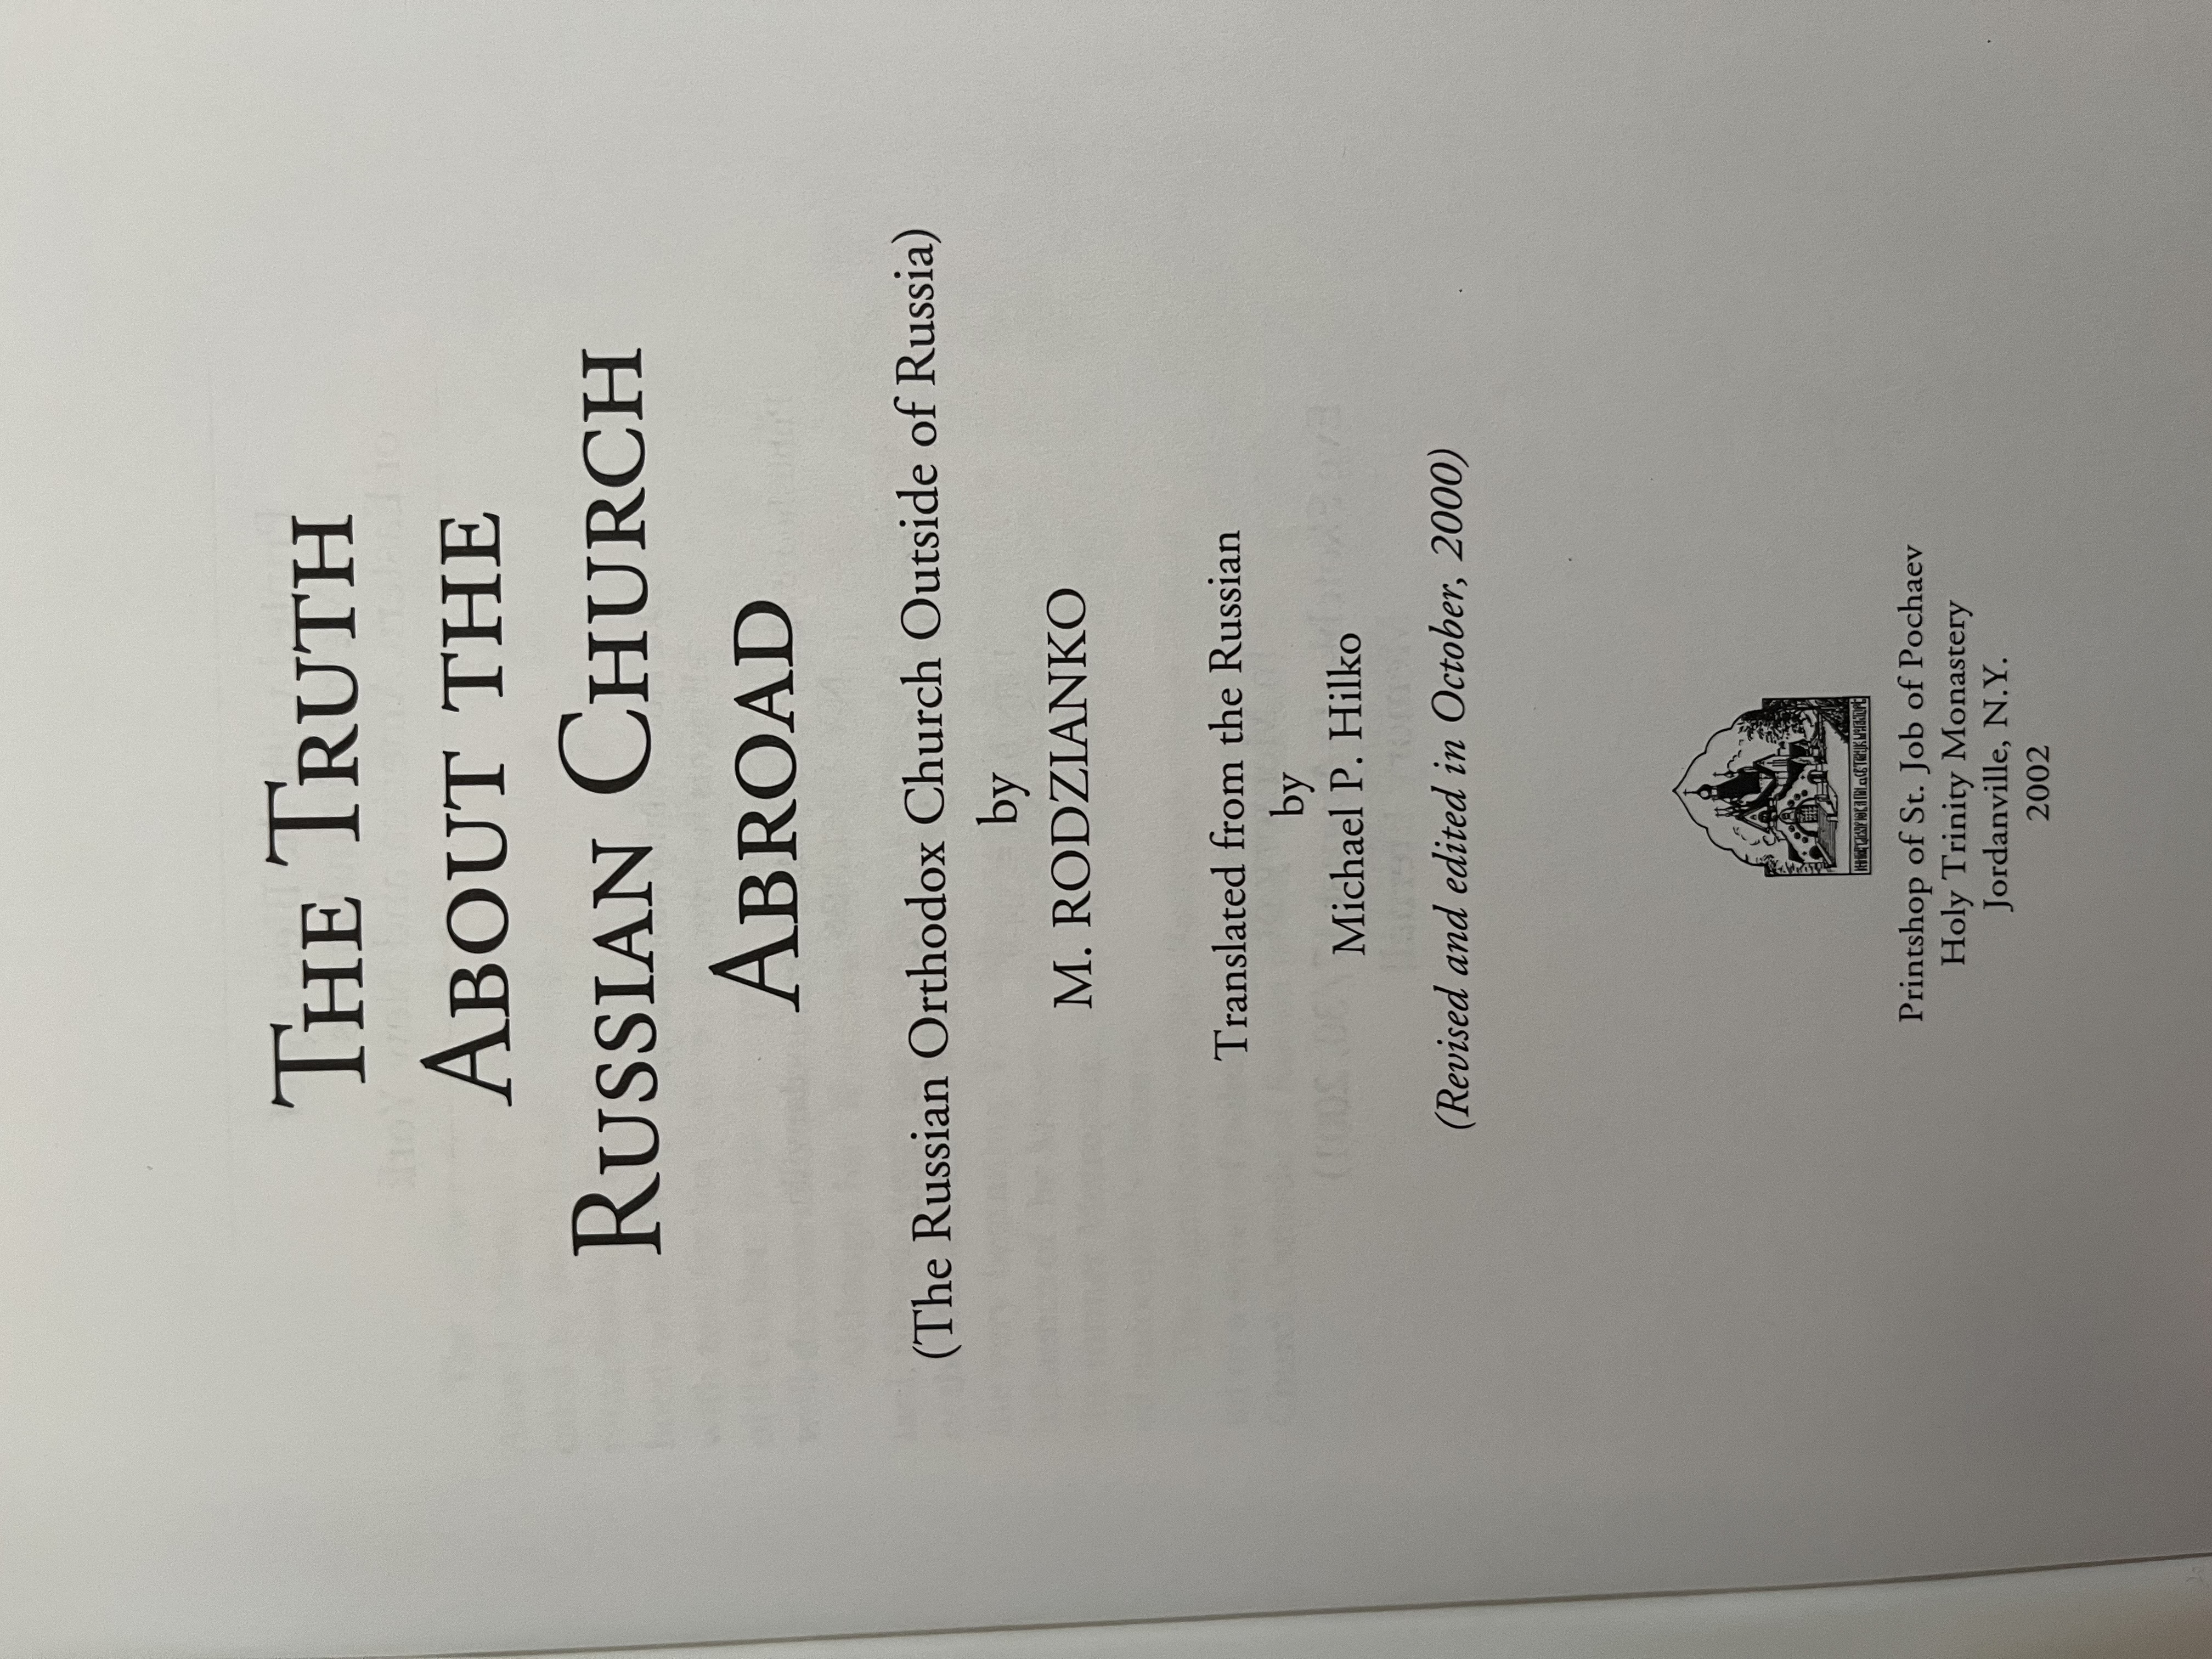 THE TRUTH
ABOUT THE
RUSSIAN CHURCH
ABROAD
(The Russian Orthodox Church Outside of Russia)
by
M. RODZIANKO
Translated from the Russian
by
Michael P. Hilko
(Revised and edited in October, 2000)
Printshop of St. Job of Pochaev
Holy Trinity Monastery
Jordanville, N.Y.
2002